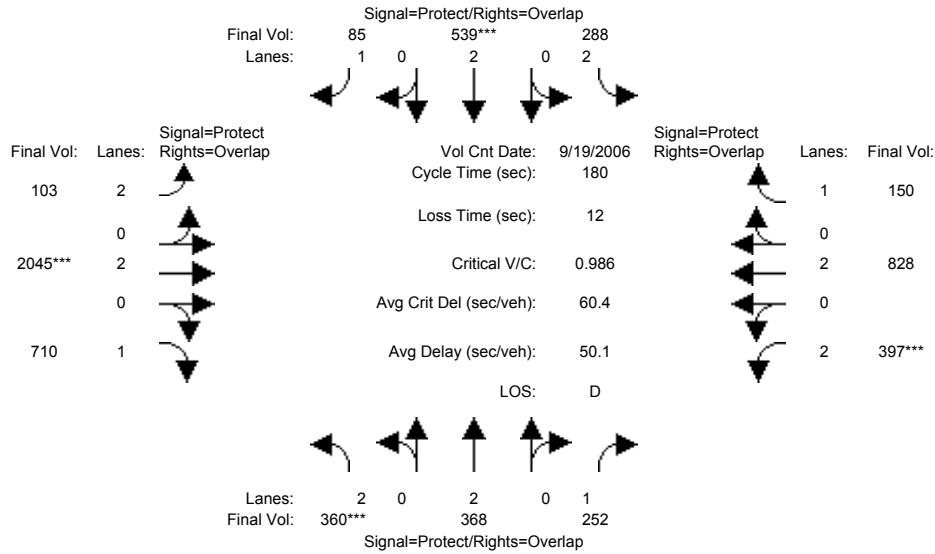 Signal=Protect/Rights=Overlap
Final Vol: 85 539*** 288
Lanes: 1 0 2 0 2
Signal=Protect
Final Vol: Lanes: Rights=Overlap
Vol Cnt Date: 9/19/2006
Signal=Protect
Rights=Overlap Lanes: Final Vol:
Cycle Time (sec): 180
103 2
1 150
Loss Time (sec): 12
0
0
2045*** 2
Critical V/C: 0.986
2 828
0
Avg Crit Del (sec/veh): 60.4
0
710 1
Avg Delay (sec/veh): 50.1
2 397***
LOS: D
Lanes: 2 0 2 0 1
Final Vol: 360*** 368 252
Signal=Protect/Rights=Overlap